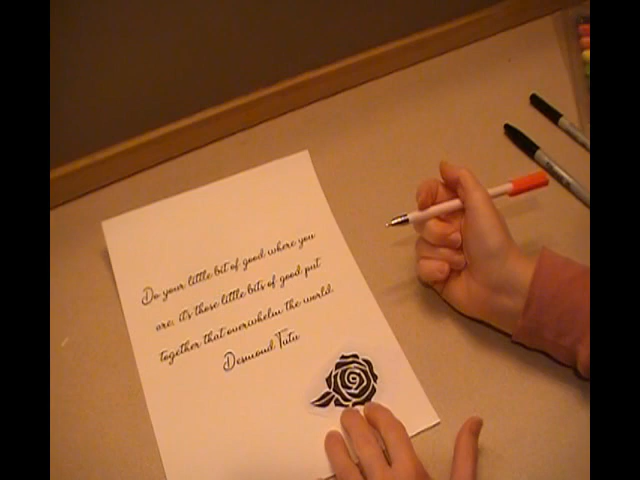 Do your little bit of good where you
are; it's those little bits of good put
together that overwhelm the world.
Desmond Tutu